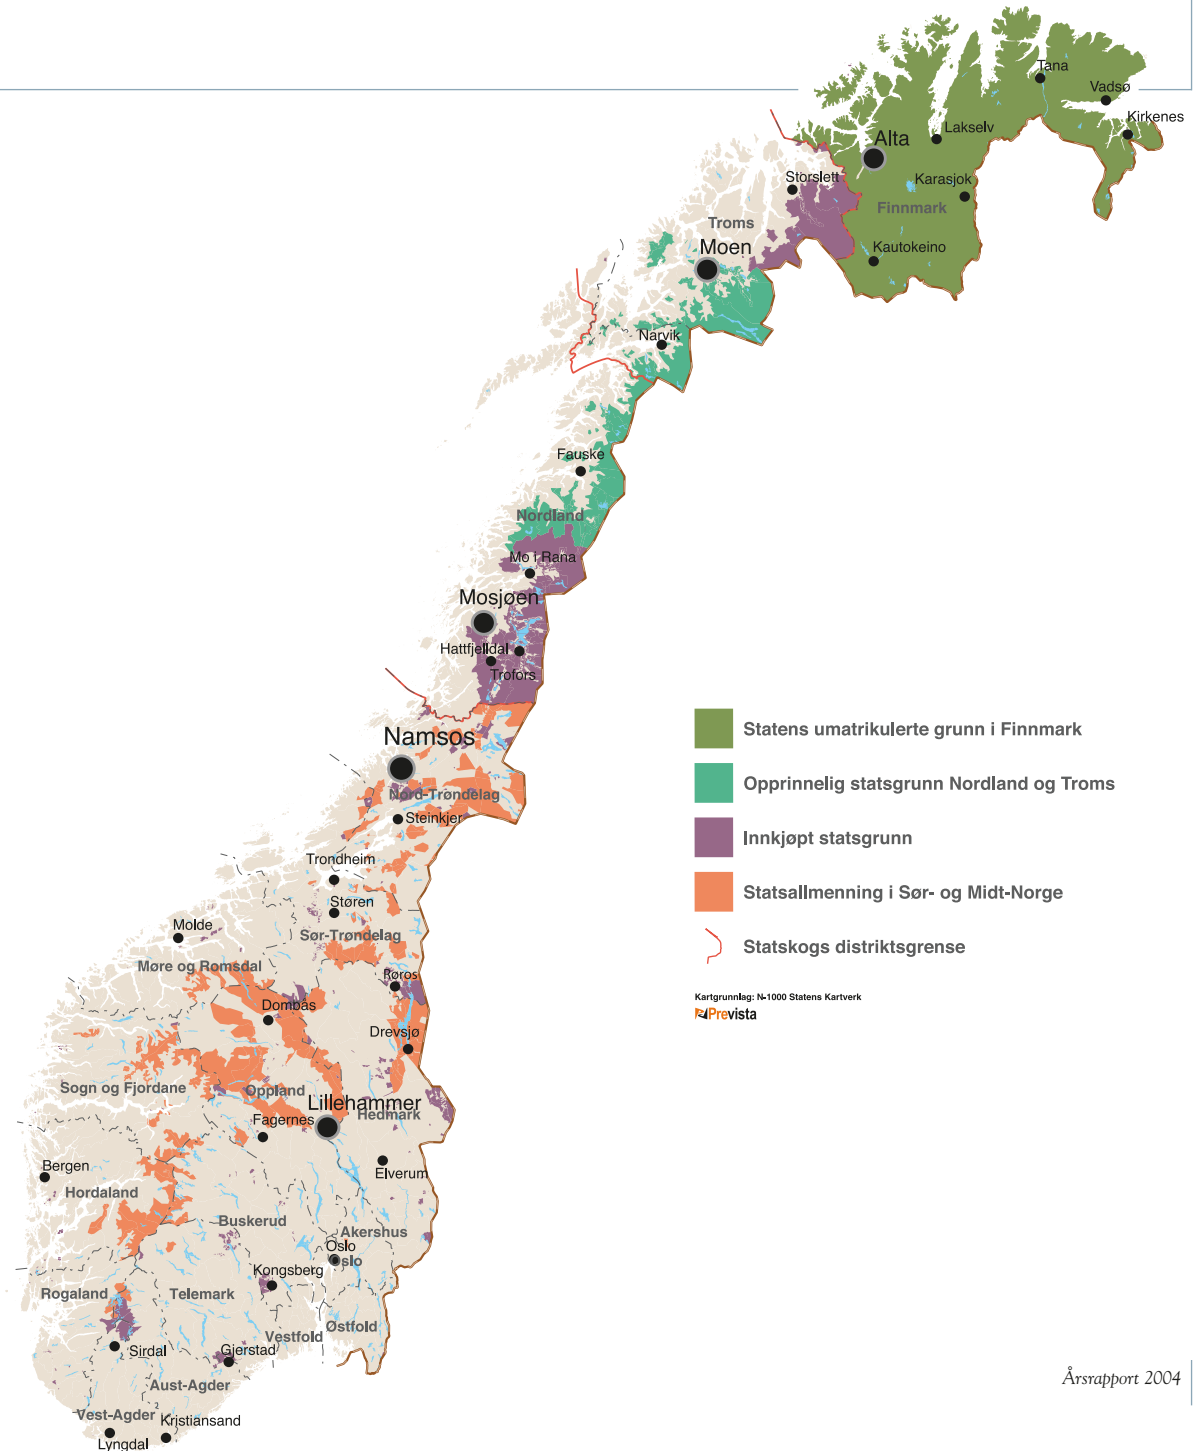 Tana
Vadsø
Kirkenes
Lakselv
Alta
Storslett
Karasjok
Finnmark
Troms
Moen
Kautokeino
Narvik
Fauske
Nordland
Mo i Rana
Mosjøen
Hattfjelldal
Trofors
Namsos
Nord-Trøndelag
Steinkjer
Trondheim
Støren
Molde
Sør-Trøndelag
Møre og Romsdal
Røros
Dombås
Drevsjø
Sogn og Fjordane
Oppland
Lillehammer
Hedmark
Fagernes
Bergen
Elverum
Hordaland
Buskerud
Akershus
Oslo
Oslo
Kongsberg
Rogaland
Telemark
Østfold
Vestfold
Sirdal
Gjerstad
Aust-Agder
Vest-Agder
Kristiansand
Lyngdal
Statens umatrikulerte grunn i Finnmark
Opprinnelig statsgrunn Nordland og Troms
Innkjøpt statsgrunn
Statsallmenning i Sør- og Midt-Norge
Statskogs distriktsgrense
Kartgrunnlag: N-1000 Statens Kartverk
Prevista
Årsrapport 2004